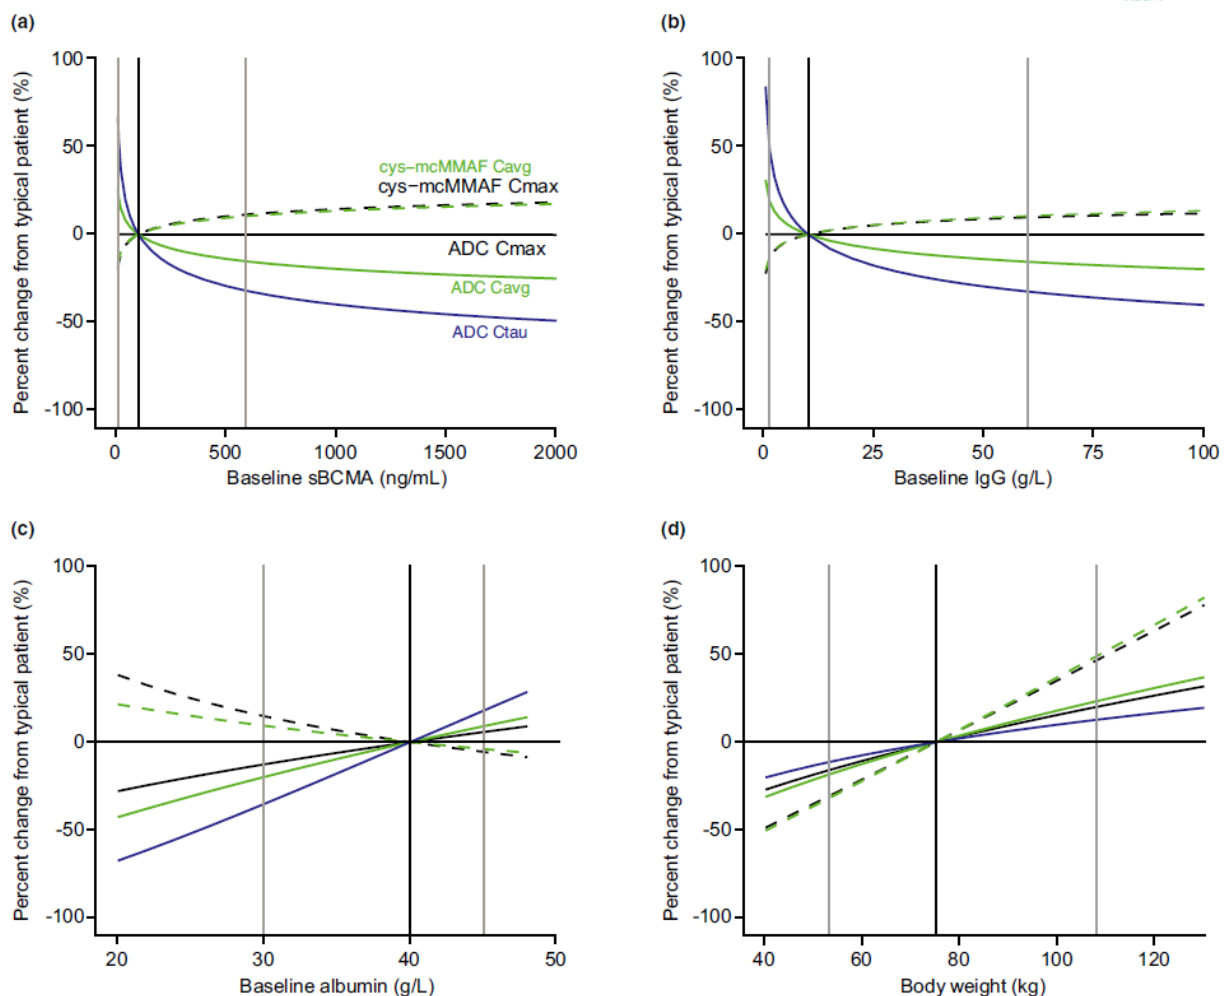 (a)
Percent change from typical patient (%)
100
50
0
-50
-100
cys-mcMMAF Cavg
cys-mcMMAF Cmax
ADC Cmax
ADC Cavg
ADC Ctau
0 500 1000 1500 2000
Baseline sBCMA (ng/mL)
(b)
Percent change from typical patient (%)
100
50
0
-50
-100
0 25 50 75 100
Baseline IgG (g/L)
(c)
Percent change from typical patient (%)
100
50
0
-50
-100
20 30 40 50
Baseline albumin (g/L)
(d)
Percent change from typical patient (%)
100
50
0
-50
-100
40 60 80 100 120
Body weight (kg)